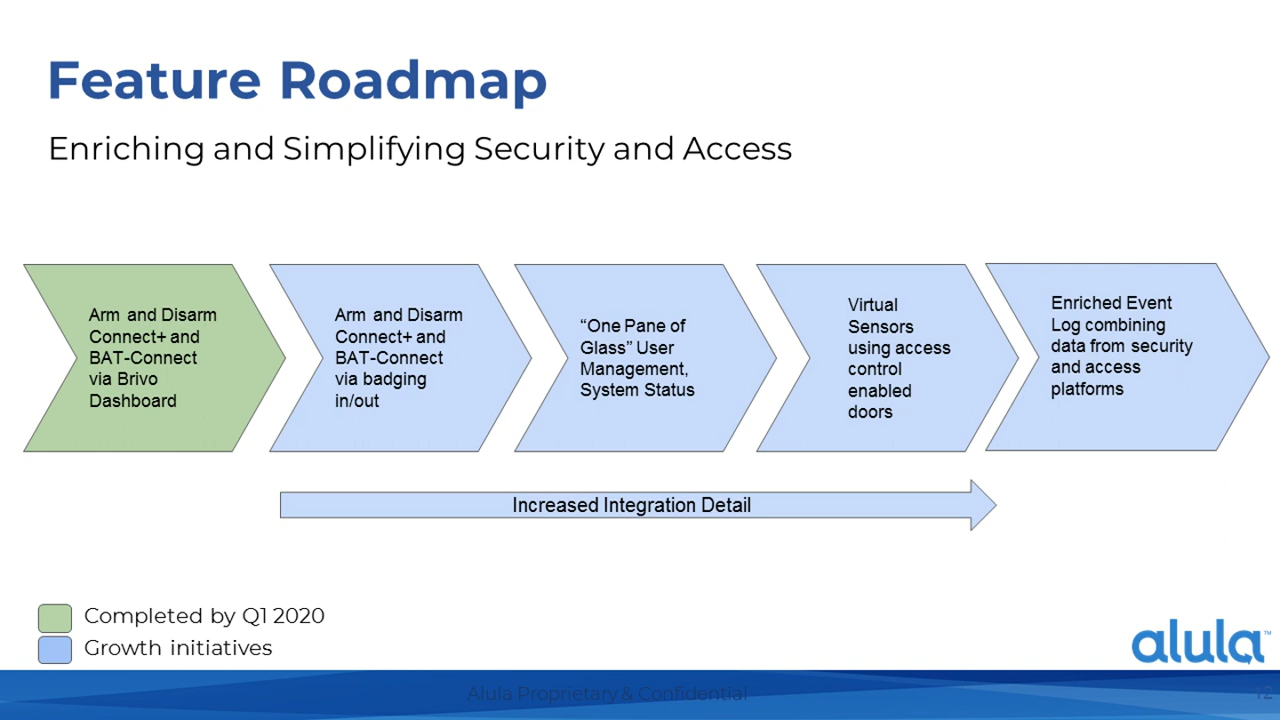 Feature Roadmap
Enriching and Simplifying Security and Access
Arm and Disarm
Connect+ and
BAT-Connect
via Brivo
Dashboard
Arm and Disarm
Connect+ and
BAT-Connect
via badging
in/out
“One Pane of
Glass” User
Management,
System Status
Virtual
Sensors
using access
control
enabled
doors
Enriched Event
Log combining
data from security
and access
platforms
Increased Integration Detail
Completed by Q1 2020
Growth initiatives
alula™
Alula Proprietary & Confidential
12